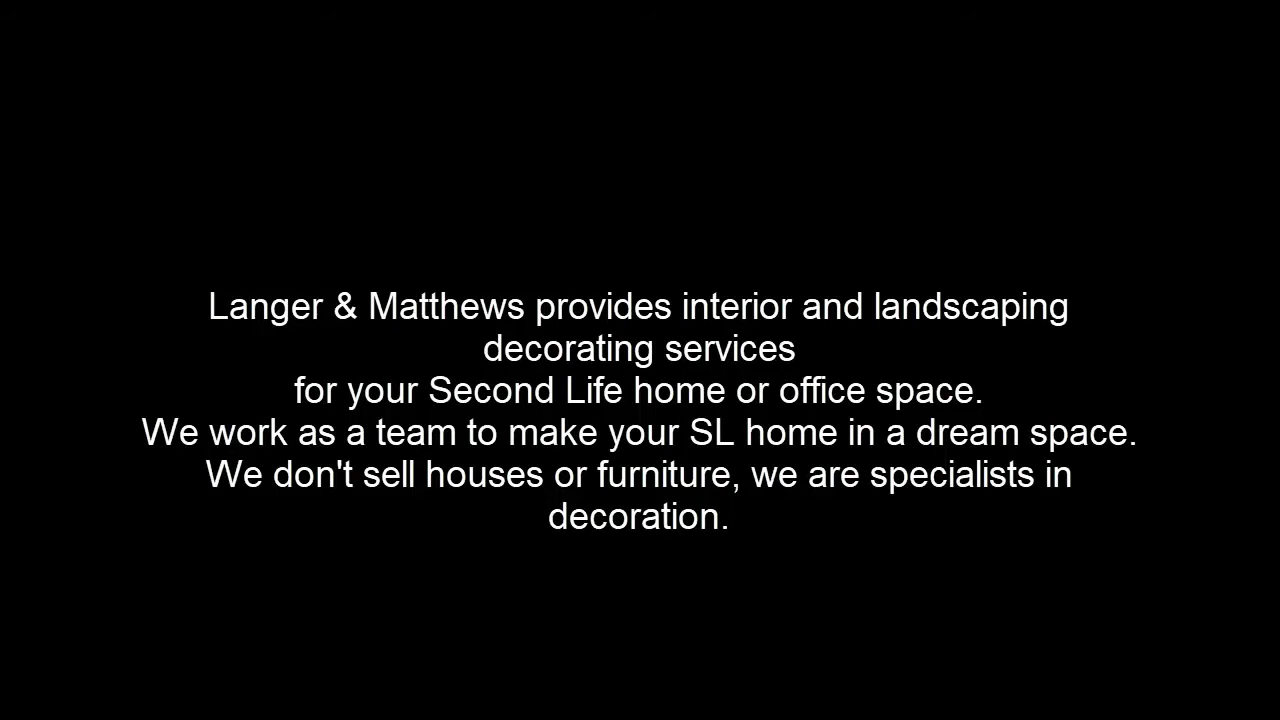 Langer & Matthews provides interior and landscaping
decorating services
for your Second Life home or office space.
We work as a team to make your SL home in a dream space.
We don't sell houses or furniture, we are specialists in
decoration.